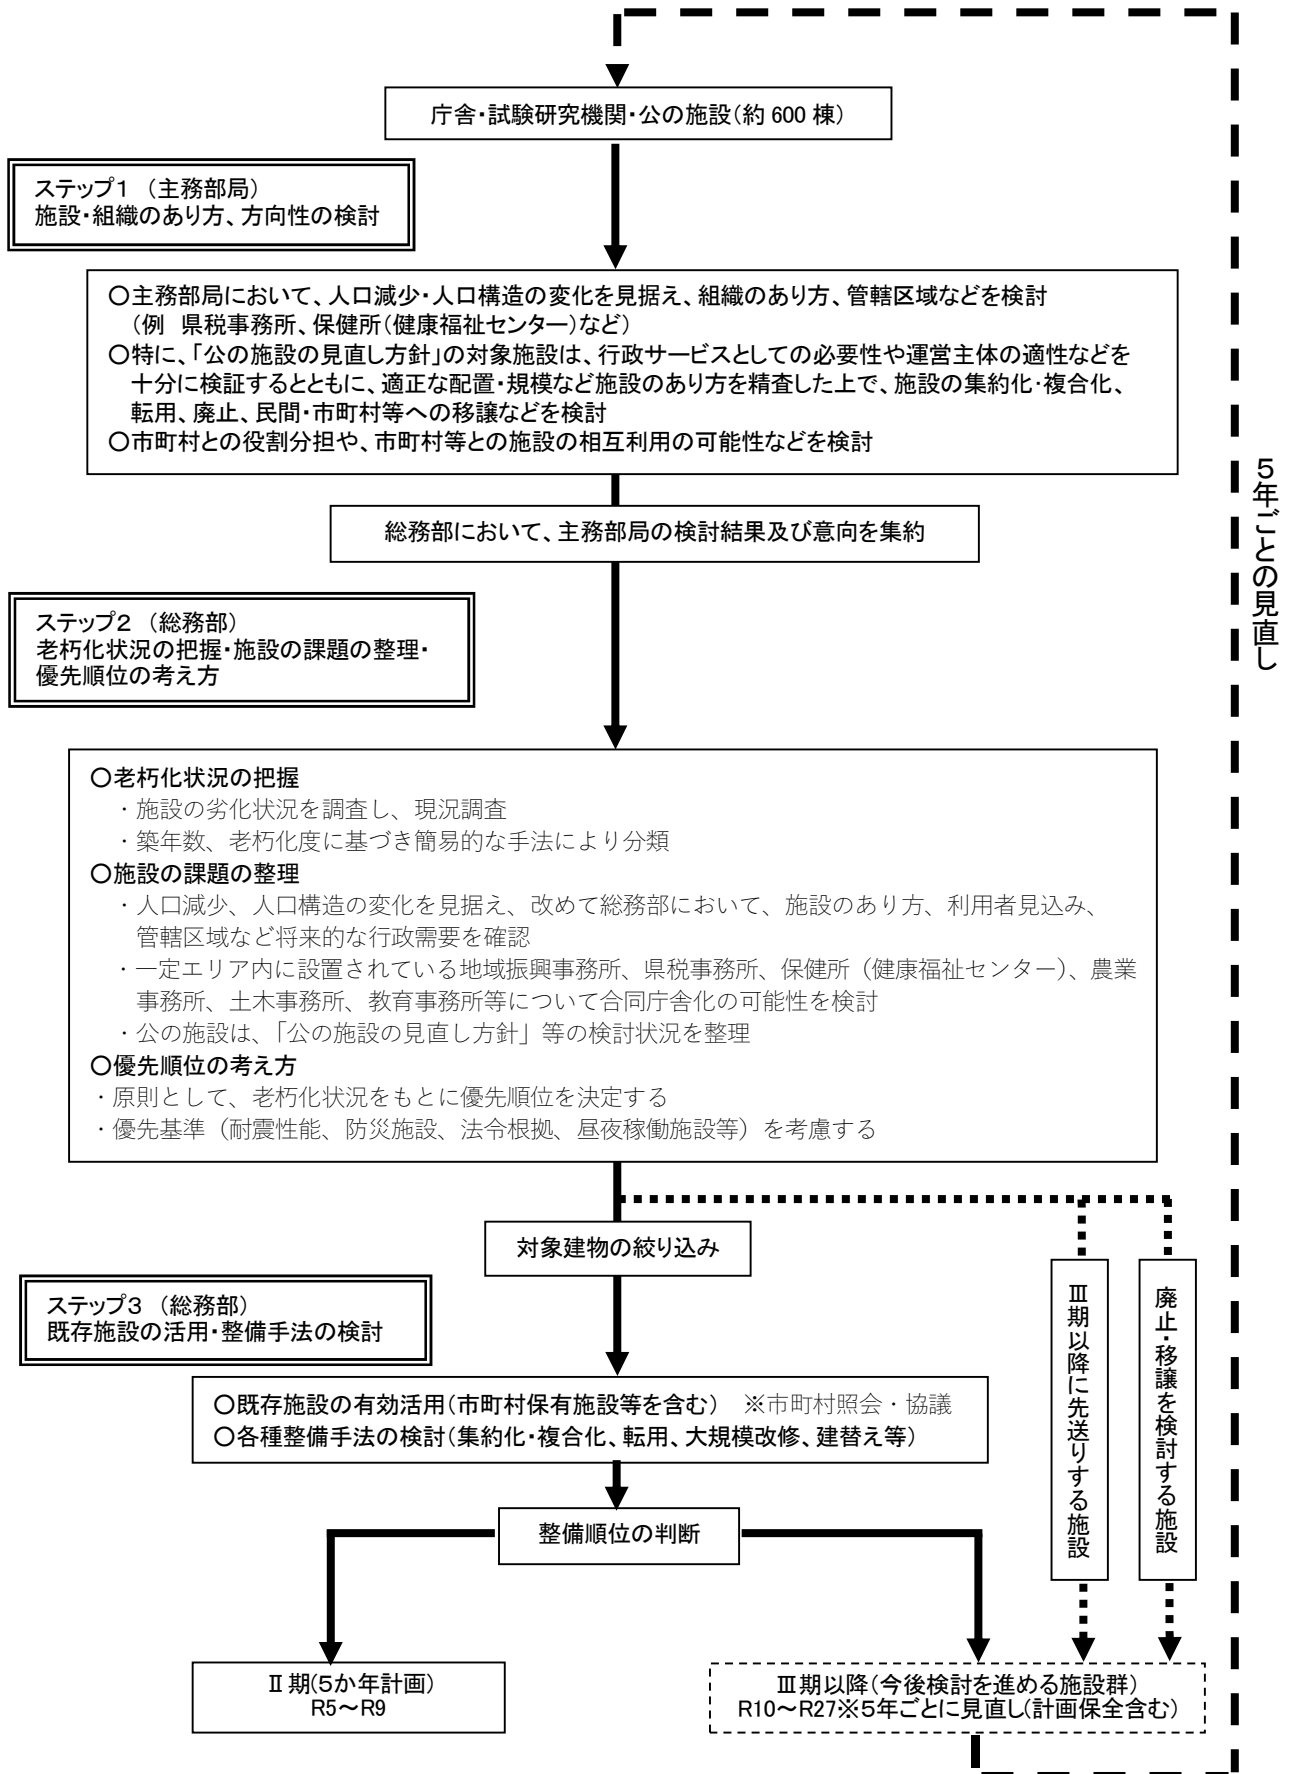 庁舎・試験研究機関・公の施設(約 600 棟)
ステップ1 （主務部局）
施設・組織のあり方、方向性の検討
○主務部局において、人口減少・人口構造の変化を見据え、組織のあり方、管轄区域などを検討
（例　県税事務所、保健所(健康福祉センター)など）
○特に、「公の施設の見直し方針」の対象施設は、行政サービスとしての必要性や運営主体の適性などを
十分に検証するとともに、適正な配置・規模など施設のあり方を精査した上で、施設の集約化・複合化、
転用、廃止、民間・市町村等への移譲などを検討
○市町村との役割分担や、市町村等との施設の相互利用の可能性などを検討
総務部において、主務部局の検討結果及び意向を集約
5年ごとの見直し
ステップ2 （総務部）
老朽化状況の把握・施設の課題の整理・
優先順位の考え方
○老朽化状況の把握
・施設の劣化状況を調査し、現況調査
・築年数、老朽化度に基づき簡易的な手法により分類
○施設の課題の整理
・人口減少、人口構造の変化を見据え、改めて総務部において、施設のあり方、利用者見込み、
管轄区域など将来的な行政需要を確認
・一定エリア内に設置されている地域振興事務所、県税事務所、保健所（健康福祉センター）、農業
事務所、土木事務所、教育事務所等について合同庁舎化の可能性を検討
・公の施設は、「公の施設の見直し方針」等の検討状況を整理
○優先順位の考え方
・原則として、老朽化状況をもとに優先順位を決定する
・優先基準（耐震性能、防災施設、法令根拠、昼夜稼働施設等）を考慮する
対象建物の絞り込み
ステップ3 （総務部）
既存施設の活用・整備手法の検討
○既存施設の有効活用(市町村保有施設等を含む)　※市町村照会・協議
○各種整備手法の検討(集約化・複合化、転用、大規模改修、建替え等)
Ⅲ期以降に先送りする施設
廃止・移譲を検討する施設
整備順位の判断
Ⅱ期(5か年計画)
R5～R9
Ⅲ期以降(今後検討を進める施設群)
R10～R27※5年ごとに見直し(計画保全含む)